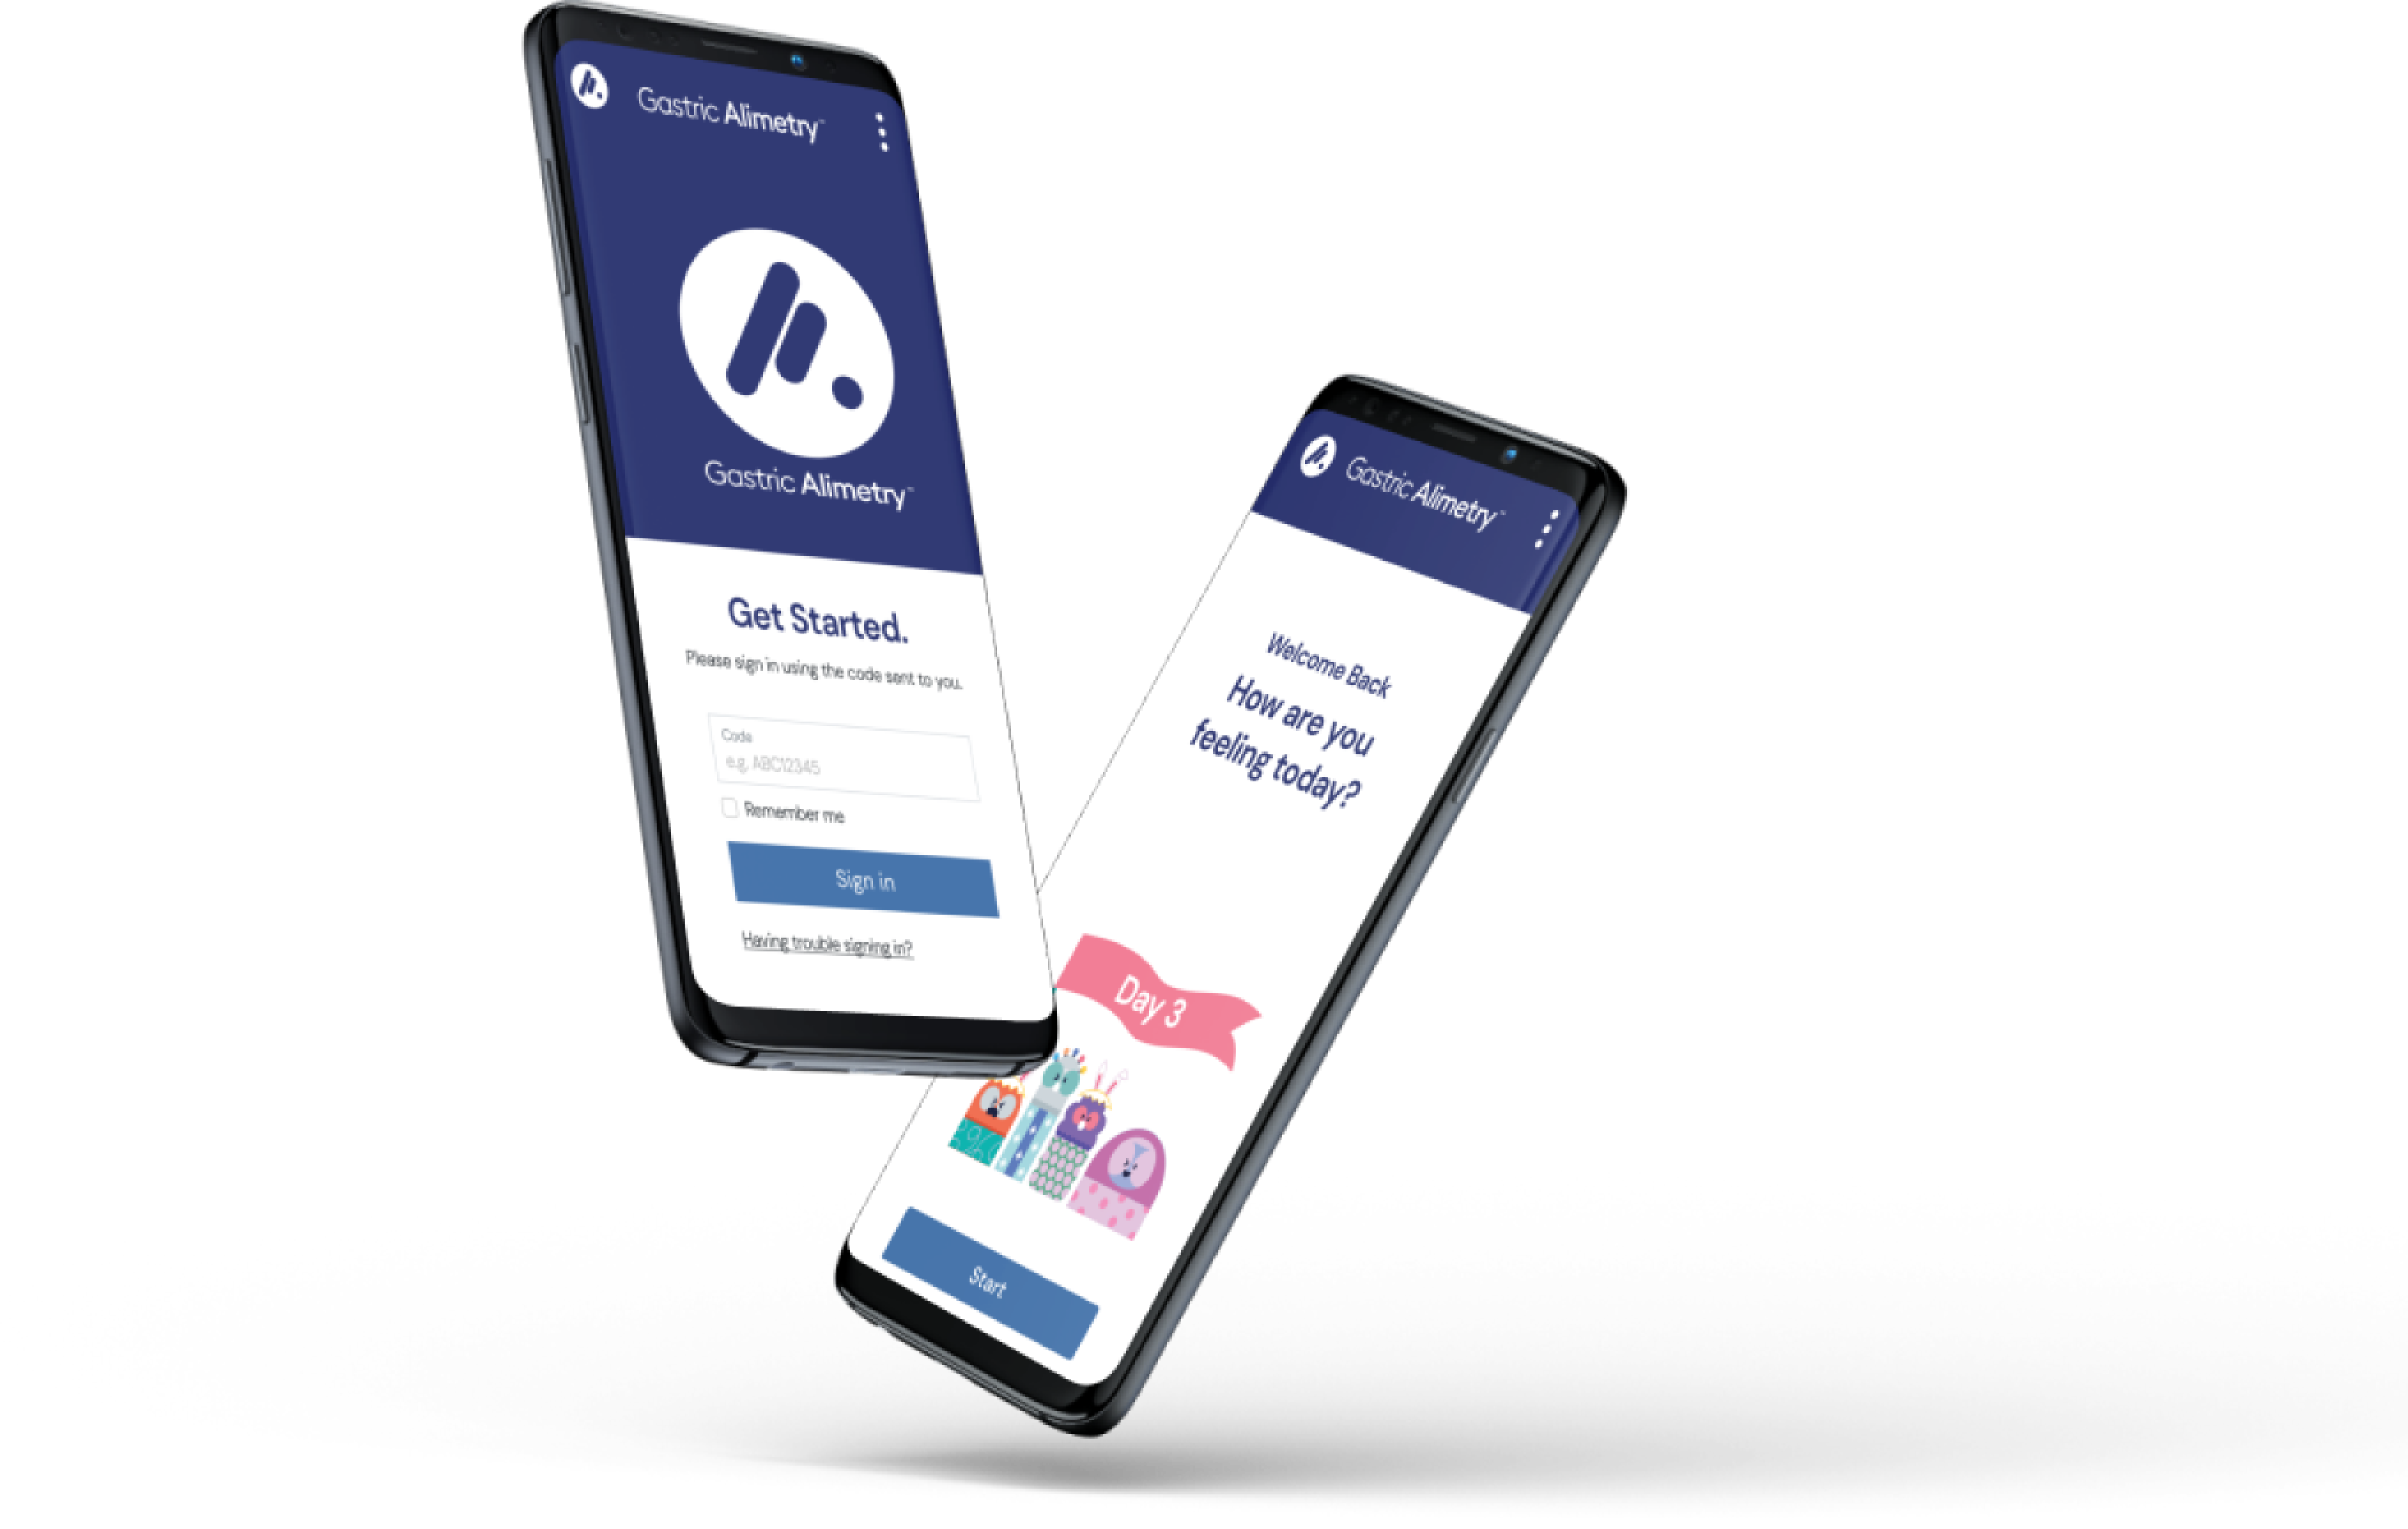 Gastric Alimetry™
Gastric Alimetry™
Get Started.
Please sign in using the code sent to you.
Code
e.g. ABC12345
Remember me
Sign in
Having trouble signing in?
Gastric Alimetry™
Welcome Back
How are you
feeling today?
Day 3
Start